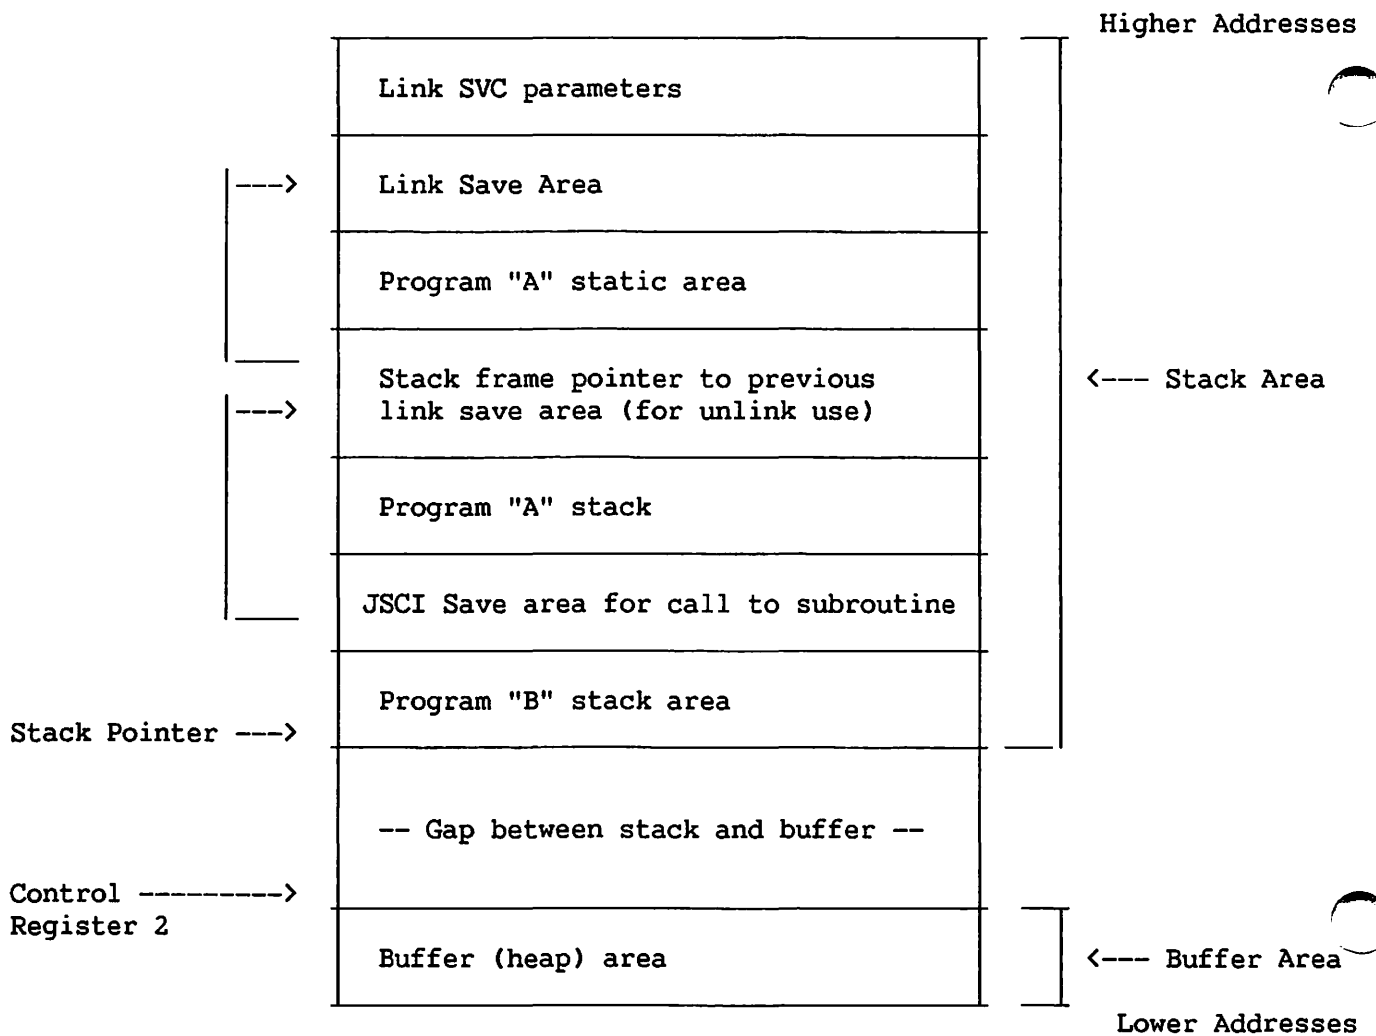 Higher Addresses
Link SVC parameters
---> Link Save Area
Program "A" static area
Stack frame pointer to previous
<--- Stack Area
---> link save area (for unlink use)
Program "A" stack
JSCI Save area for call to subroutine
Program "B" stack area
Stack Pointer --->
-- Gap between stack and buffer --
Control --------->
Register 2
Buffer (heap) area
<--- Buffer Area
Lower Addresses